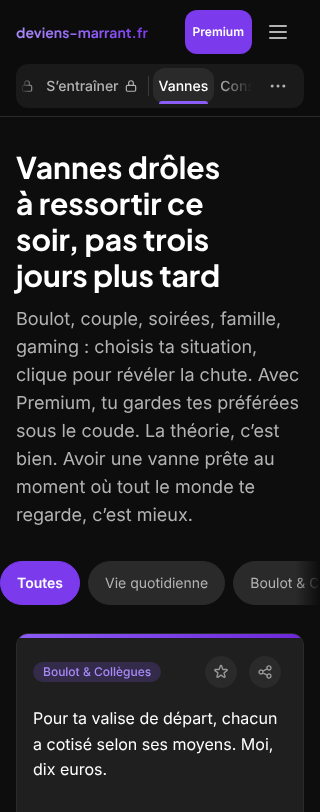 deviens-marrant.fr
Premium
S’entraîner
Vannes
Cons
Vannes drôles
à ressortir ce
soir, pas trois
jours plus tard
Boulot, couple, soirées, famille,
gaming : choisis ta situation,
clique pour révéler la chute. Avec
Premium, tu gardes tes préférées
sous le coude. La théorie, c’est
bien. Avoir une vanne prête au
moment où tout le monde te
regarde, c’est mieux.
Toutes
Vie quotidienne
Boulot & C
Boulot & Collègues
Pour ta valise de départ, chacun
a cotisé selon ses moyens. Moi,
dix euros.